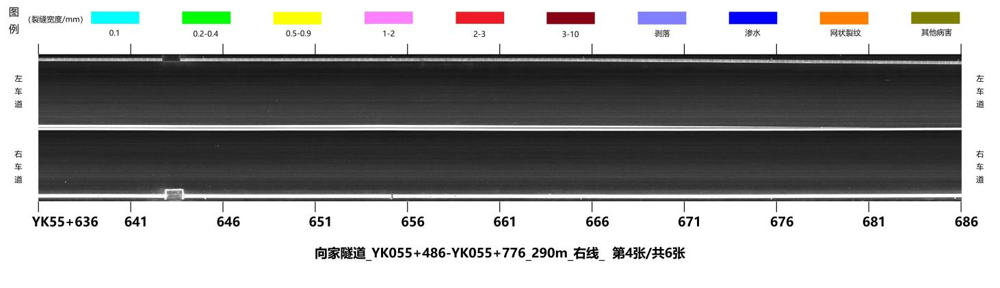 图例
(裂缝宽度/mm)
0.1
0.2-0.4
0.5-0.9
1-2
2-3
3-10
剥落
渗水
网状裂纹
其他病害
左车道
左车道
右车道
右车道
YK55+636 641 646 651 656 661 666 671 676 681 686
向家隧道_YK055+486-YK055+776_290m_右线_ 第4张/共6张